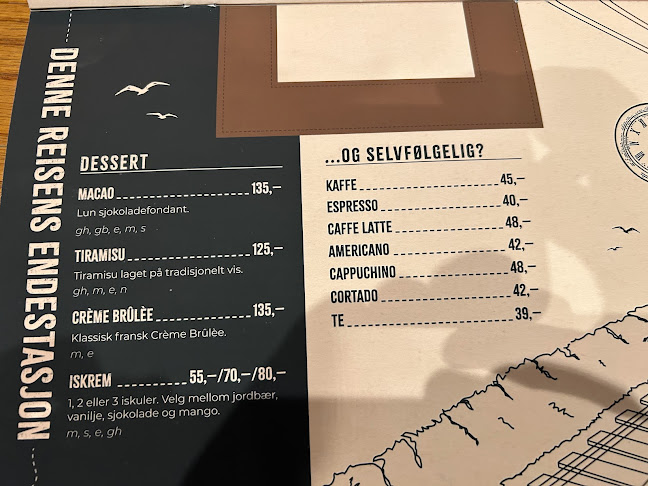 DENNE REISENS ENDESTASJON
DESSERT
MACAO 135,–
Lun sjokoladefondant.
gh, gb, e, m, s
TIRAMISU 125,–
Tiramisu laget på tradisjonelt vis.
gh, m, e, n
CRÈME BRÛLÈE 135,–
Klassisk fransk Crème Brûlèe.
m, e
ISKREM 55,–/70,–/80,–
1, 2 eller 3 iskuler. Velg mellom jordbær,
vanilje, sjokolade og mango.
m, s, e, gh
...OG SELVFØLGELIG?
KAFFE 45,–
ESPRESSO 40,–
CAFFE LATTE 48,–
AMERICANO 42,–
CAPPUCHINO 48,–
CORTADO 42,–
TE 39,–